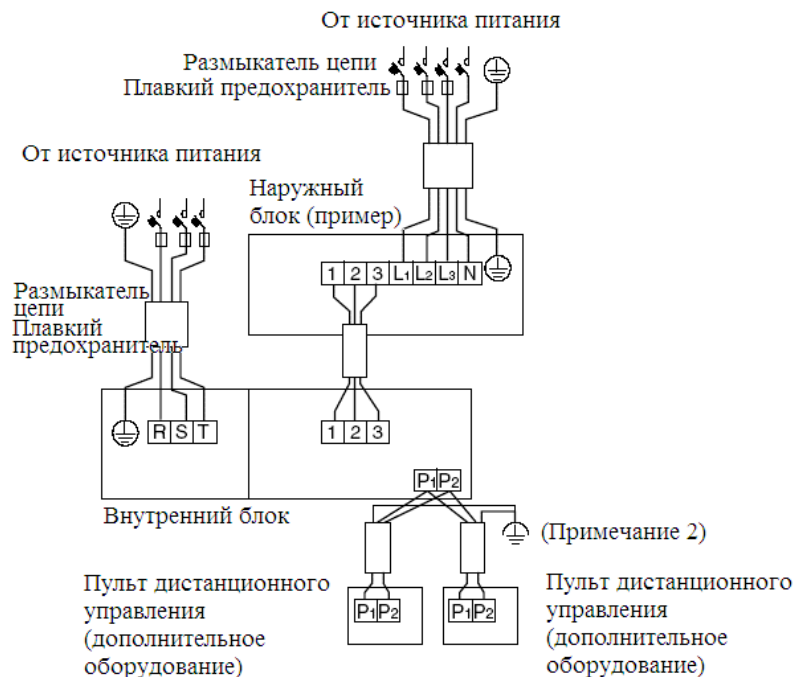 От источника питания
Размыкатель цепи
Плавкий предохранитель
От источника питания
Наружный
блок (пример)
1 2 3 L1 L2 L3 N
Размыкатель
цепи
Плавкий
предохранитель
R S T
1 2 3
P1 P2
Внутренний блок
(Примечание 2)
Пульт дистанционного
управления
(дополнительное
оборудование)
P1 P2
P1 P2
Пульт дистанционного
управления
(дополнительное
оборудование)